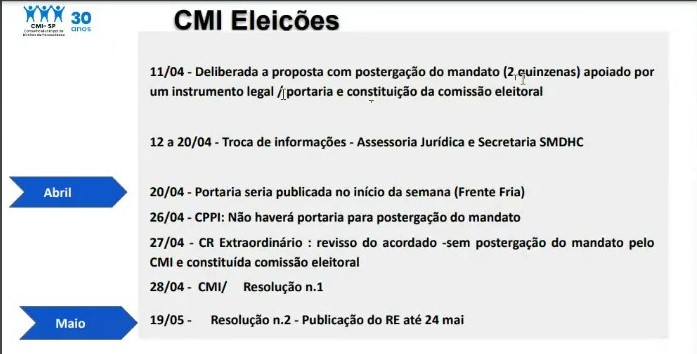 CMI- SP
30
anos
CMI Eleicões
11/04 - Deliberada a proposta com postergação do mandato (2 quinzenas) apoiado por
um instrumento legal / portaria e constituição da comissão eleitoral
12 a 20/04 - Troca de informações - Assessoria Jurídica e Secretaria SMDHC
Abril
20/04 - Portaria seria publicada no início da semana (Frente Fria)
26/04 - CPPI: Não haverá portaria para postergação do mandato
27/04 - CR Extraordinário : revisso do acordado -sem postergação do mandato pelo
CMI e constituída comissão eleitoral
28/04 - CMI/ Resolução n.1
Maio
19/05 - Resolução n.2 - Publicação do RE até 24 mai